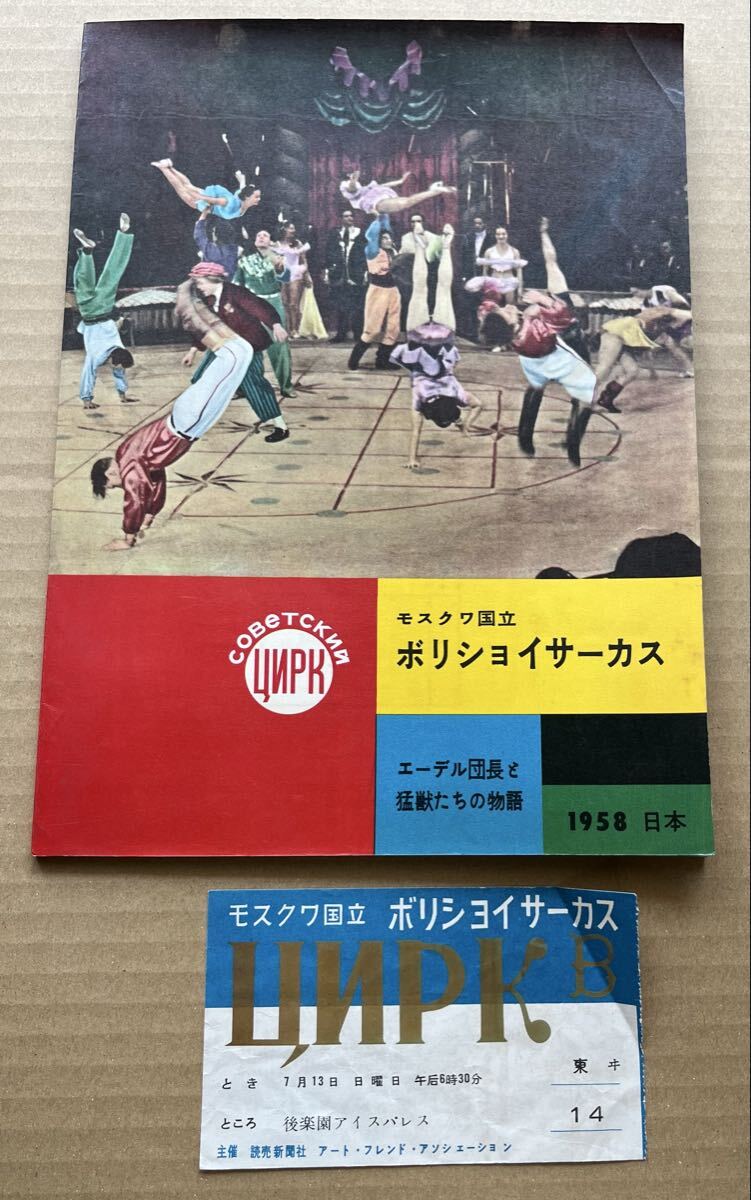 советский
ЦИРК
モスクワ国立
ボリショイサーカス
エーデル団長と
猛獣たちの物語
1958 日本
モスクワ国立 ボリショイサーカス
ЦИРК B
とき 7月13日 日曜日 午后6時30分
東 ヰ
ところ 後楽園アイスパレス
14
主催 読売新聞社 アート・フレンド・アソシェーション